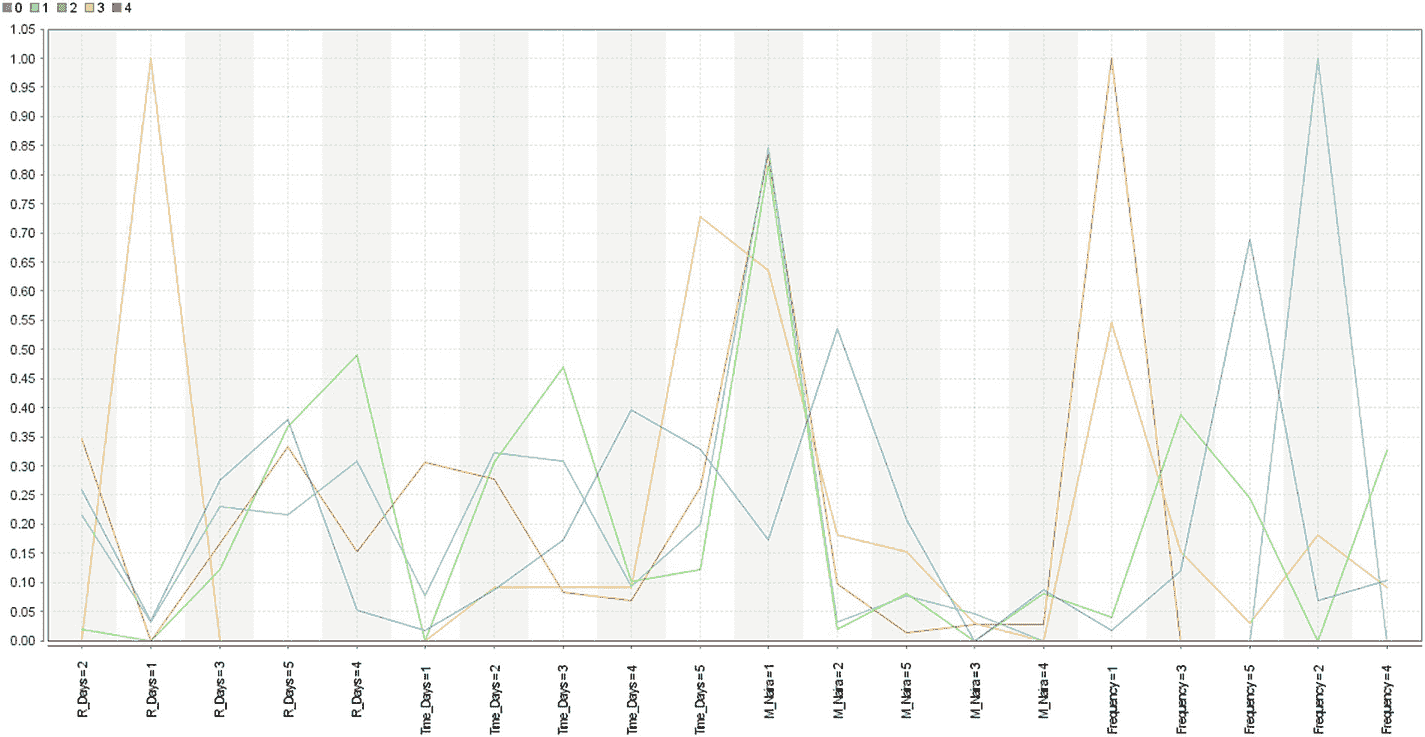 0 1 2 3 4
1.05
1.00
0.95
0.90
0.85
0.80
0.75
0.70
0.65
0.60
0.55
0.50
0.45
0.40
0.35
0.30
0.25
0.20
0.15
0.10
0.05
0.00
R_Days=2
R_Days=1
R_Days=3
R_Days=5
R_Days=4
Time_Days=1
Time_Days=2
Time_Days=3
Time_Days=4
Time_Days=5
M_Naira=1
M_Naira=2
M_Naira=5
M_Naira=3
M_Naira=4
Frequency=1
Frequency=3
Frequency=5
Frequency=2
Frequency=4